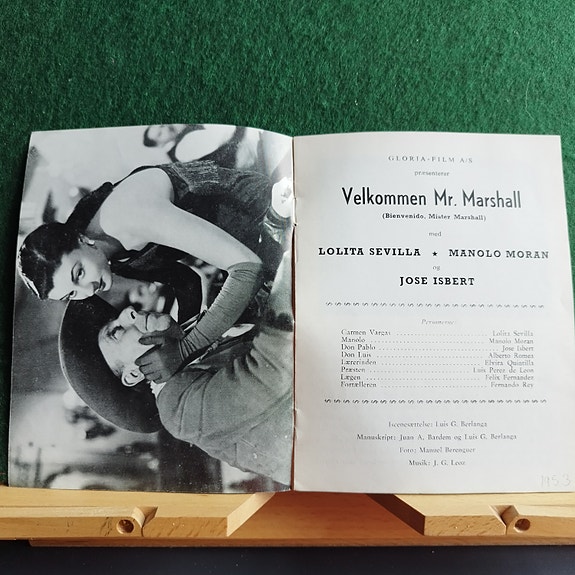 GLORIA-FILM A/S
præsenterer
Velkommen Mr. Marshall
(Bienvenido, Mister Marshall)
med
LOLITA SEVILLA ★ MANOLO MORAN
og
JOSE ISBERT
Personerne:
Carmen Vargas .......... Lolita Sevilla
Manolo .......... Manolo Moran
Don Pablo .......... Jose Isbert
Don Luis .......... Alberto Romea
Lærerinden .......... Elvira Quintilla
Præsten .......... Luis Perez de Leon
Lægen .......... Felix Fernandez
Fortælleren .......... Fernando Rey
Iscenesættelse: Luis G. Berlanga
Manuskript: Juan A. Bardem og Luis G. Berlanga
Foto: Manuel Berenguer
Musik: J. G. Leoz
1953